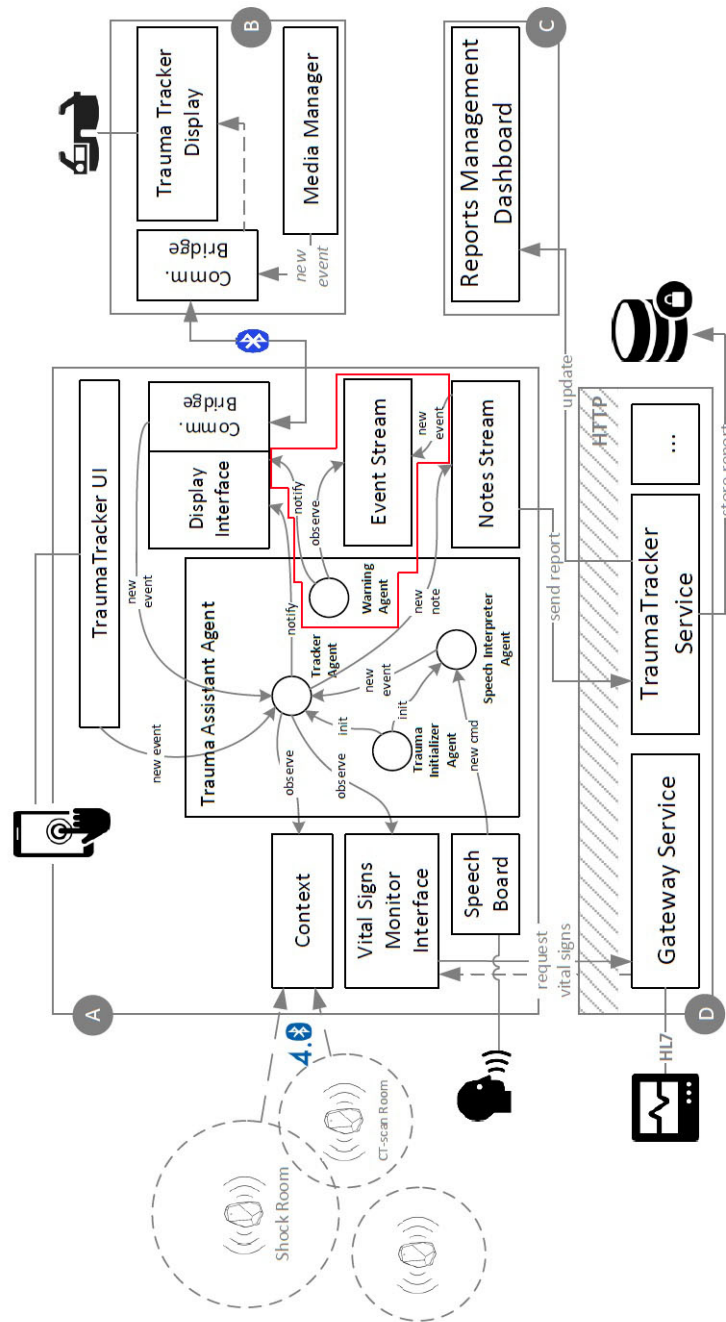 A
TraumaTracker UI
new event
new
event
Trauma Assistant Agent
Context
observe
observe
Vital Signs
Monitor
Interface
Speech
Board
new cmd
Tracker
Agent
init
init
Trauma
Initializer
Agent
new
event
Speech Interpreter
Agent
Warning
Agent
notify
notify
observe
new
note
Display
Interface
Comm.
Bridge
Event Stream
new
event
Notes Stream
4.0
Shock Room
CT-scan Room
B
Comm.
Bridge
Trauma Tracker
Display
Media Manager
new
event
C
Reports Management
Dashboard
request
vital signs
send report
update
store report
D
HTTP
HL7
Gateway Service
TraumaTracker
Service
...